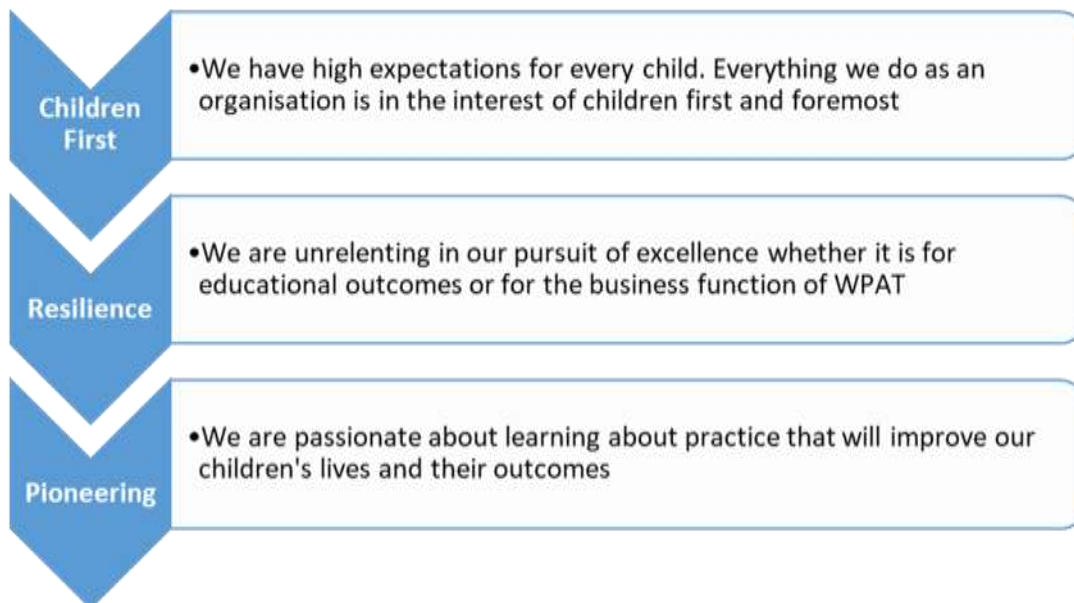 Children
First
•We have high expectations for every child. Everything we do as an
organisation is in the interest of children first and foremost
Resilience
•We are unrelenting in our pursuit of excellence whether it is for
educational outcomes or for the business function of WPAT
Pioneering
•We are passionate about learning about practice that will improve our
children's lives and their outcomes